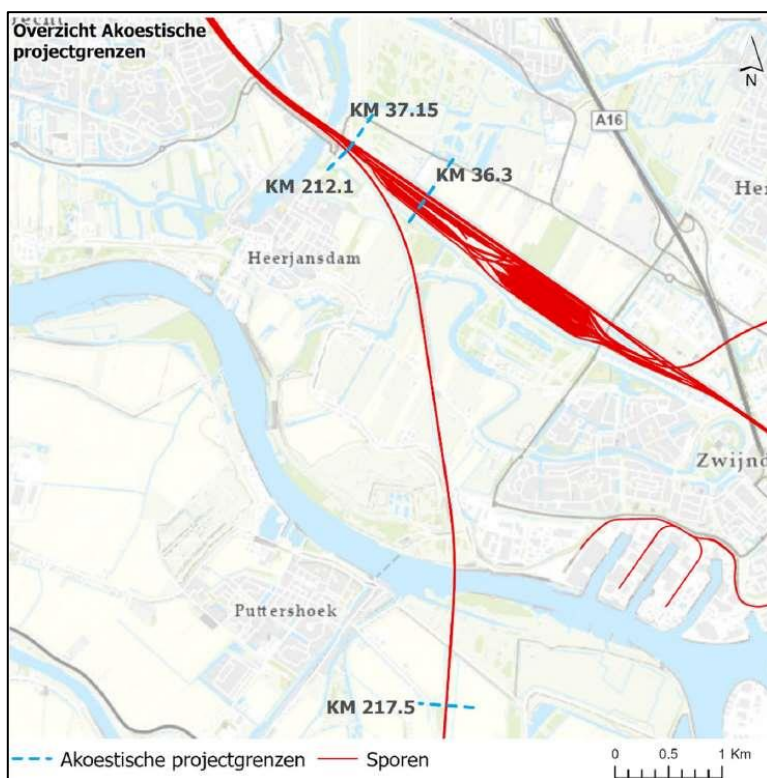 Overzicht Akoestische
projectgrenzen
N
KM 37.15
A16
KM 36.3
KM 212.1
Heerjansdam
Zwijnd
Puttershoek
KM 217.5
Akoestische projectgrenzen
Sporen
0 0.5 1 Km